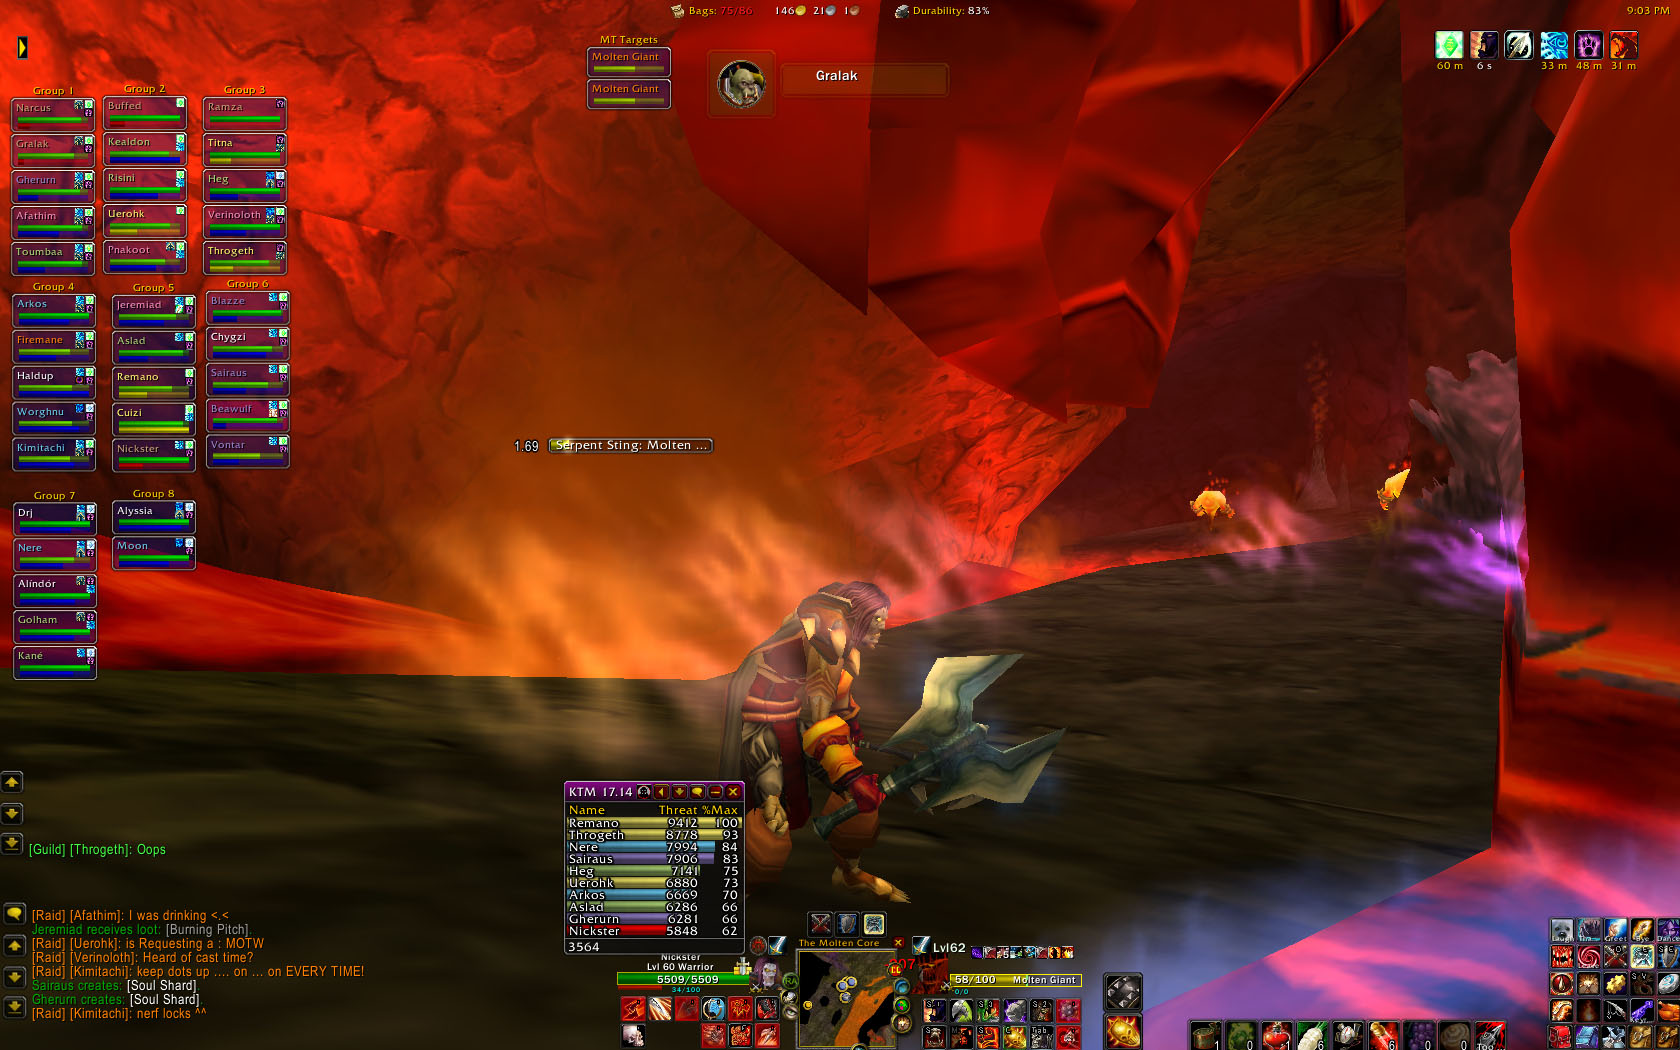 Bags: 75/86 146 21 1 Durability: 83%
9:03 PM
MT Targets
Molten Giant
Molten Giant
Gralak
60 m 6 s 33 m 48 m 31 m
Group 1
Narcus
Gralak
Gherurn
Afathim
Toumbaa
Group 2
Buffed
Kealdon
Risini
Uerohk
Pnakoot
Group 3
Ramza
Titna
Heg
Verinoloth
Throgeth
Group 4
Arkos
Firemane
Haldup
Worghnu
Kimitachi
Group 5
Jeremiad
Aslad
Remano
Cuizi
Nickster
Group 6
Blazze
Chygzi
Sairaus
Beawulf
Vontar
Group 7
Drj
Nere
Alíndór
Golham
Kané
Group 8
Alyssia
Moon
1.69 Serpent Sting: Molten ...
[Guild] [Throgeth]: Oops
[Raid] [Afathim]: I was drinking <.<
Jeremiad receives loot: [Burning Pitch].
[Raid] [Uerohk]: is Requesting a : MOTW
[Raid] [Verinoloth]: Heard of cast time?
[Raid] [Kimitachi]: keep dots up .... on ... on EVERY TIME!
Sairaus creates: [Soul Shard].
Gherurn creates: [Soul Shard].
[Raid] [Kimitachi]: nerf locks ^^
KTM 17.14
Name Threat %Max
Remano 9412 100
Throgeth 8778 93
Nere 7994 84
Sairaus 7906 83
Heg 7141 75
Uerohk 6880 73
Arkos 6669 70
Aslad 6286 66
Gherurn 6281 66
Nickster 5848 62
3564
Nickster
Lvl 60 Warrior
5509/5509
34/100
The Molten Core
Lvl62
58/100 Molten Giant
0/0